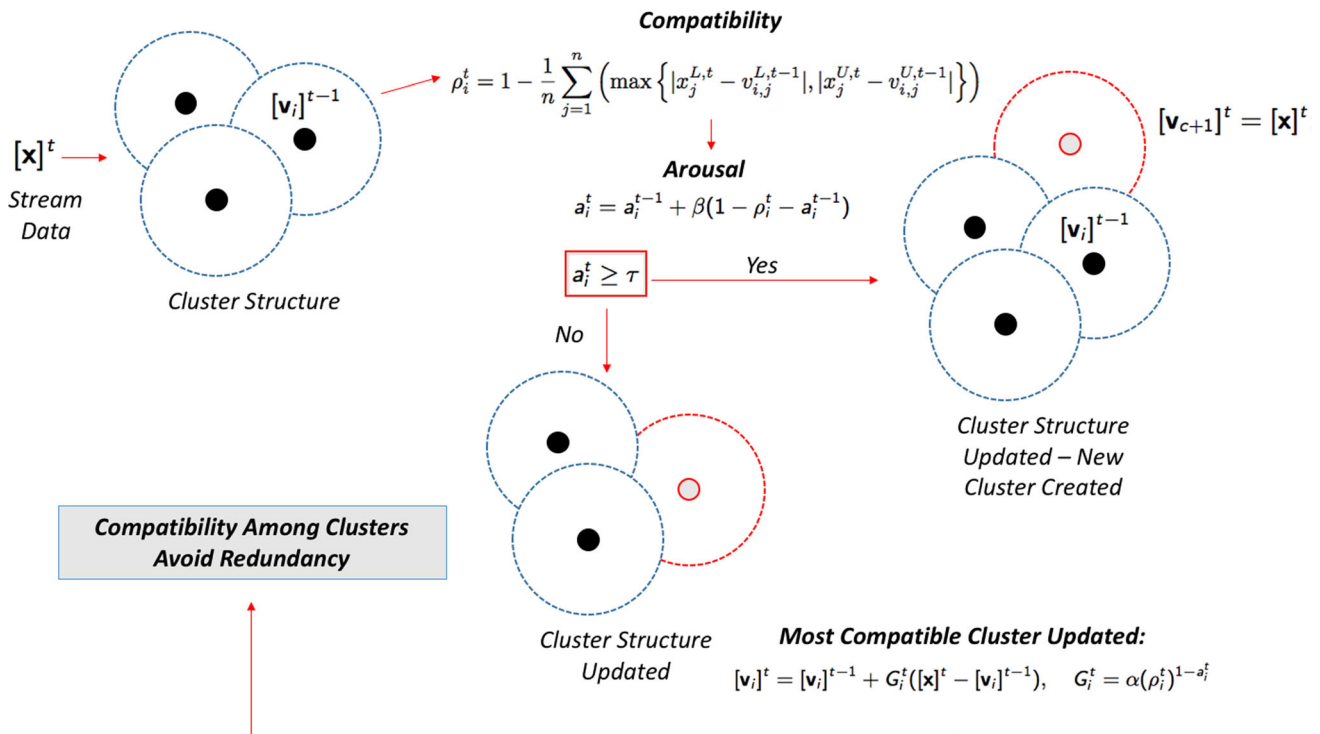 Compatibility
ρ_i^t = 1 − \frac{1}{n} \sum_{j=1}^{n} ( max { |x_j^{L,t} − v_{i,j}^{L,t−1}|, |x_j^{U,t} − v_{i,j}^{U,t−1}| } )
[v_i]^{t−1}
[x]^t
Stream
Data
Cluster Structure
Arousal
a_i^t = a_i^{t−1} + β(1 − ρ_i^t − a_i^{t−1})
a_i^t ≥ τ
Yes
No
[v_{c+1}]^t = [x]^t
[v_i]^{t−1}
Cluster Structure
Updated – New
Cluster Created
Compatibility Among Clusters
Avoid Redundancy
Cluster Structure
Updated
Most Compatible Cluster Updated:
[v_i]^t = [v_i]^{t−1} + G_i^t([x]^t − [v_i]^{t−1}), G_i^t = α(ρ_i^t)^{1−a_i^t}